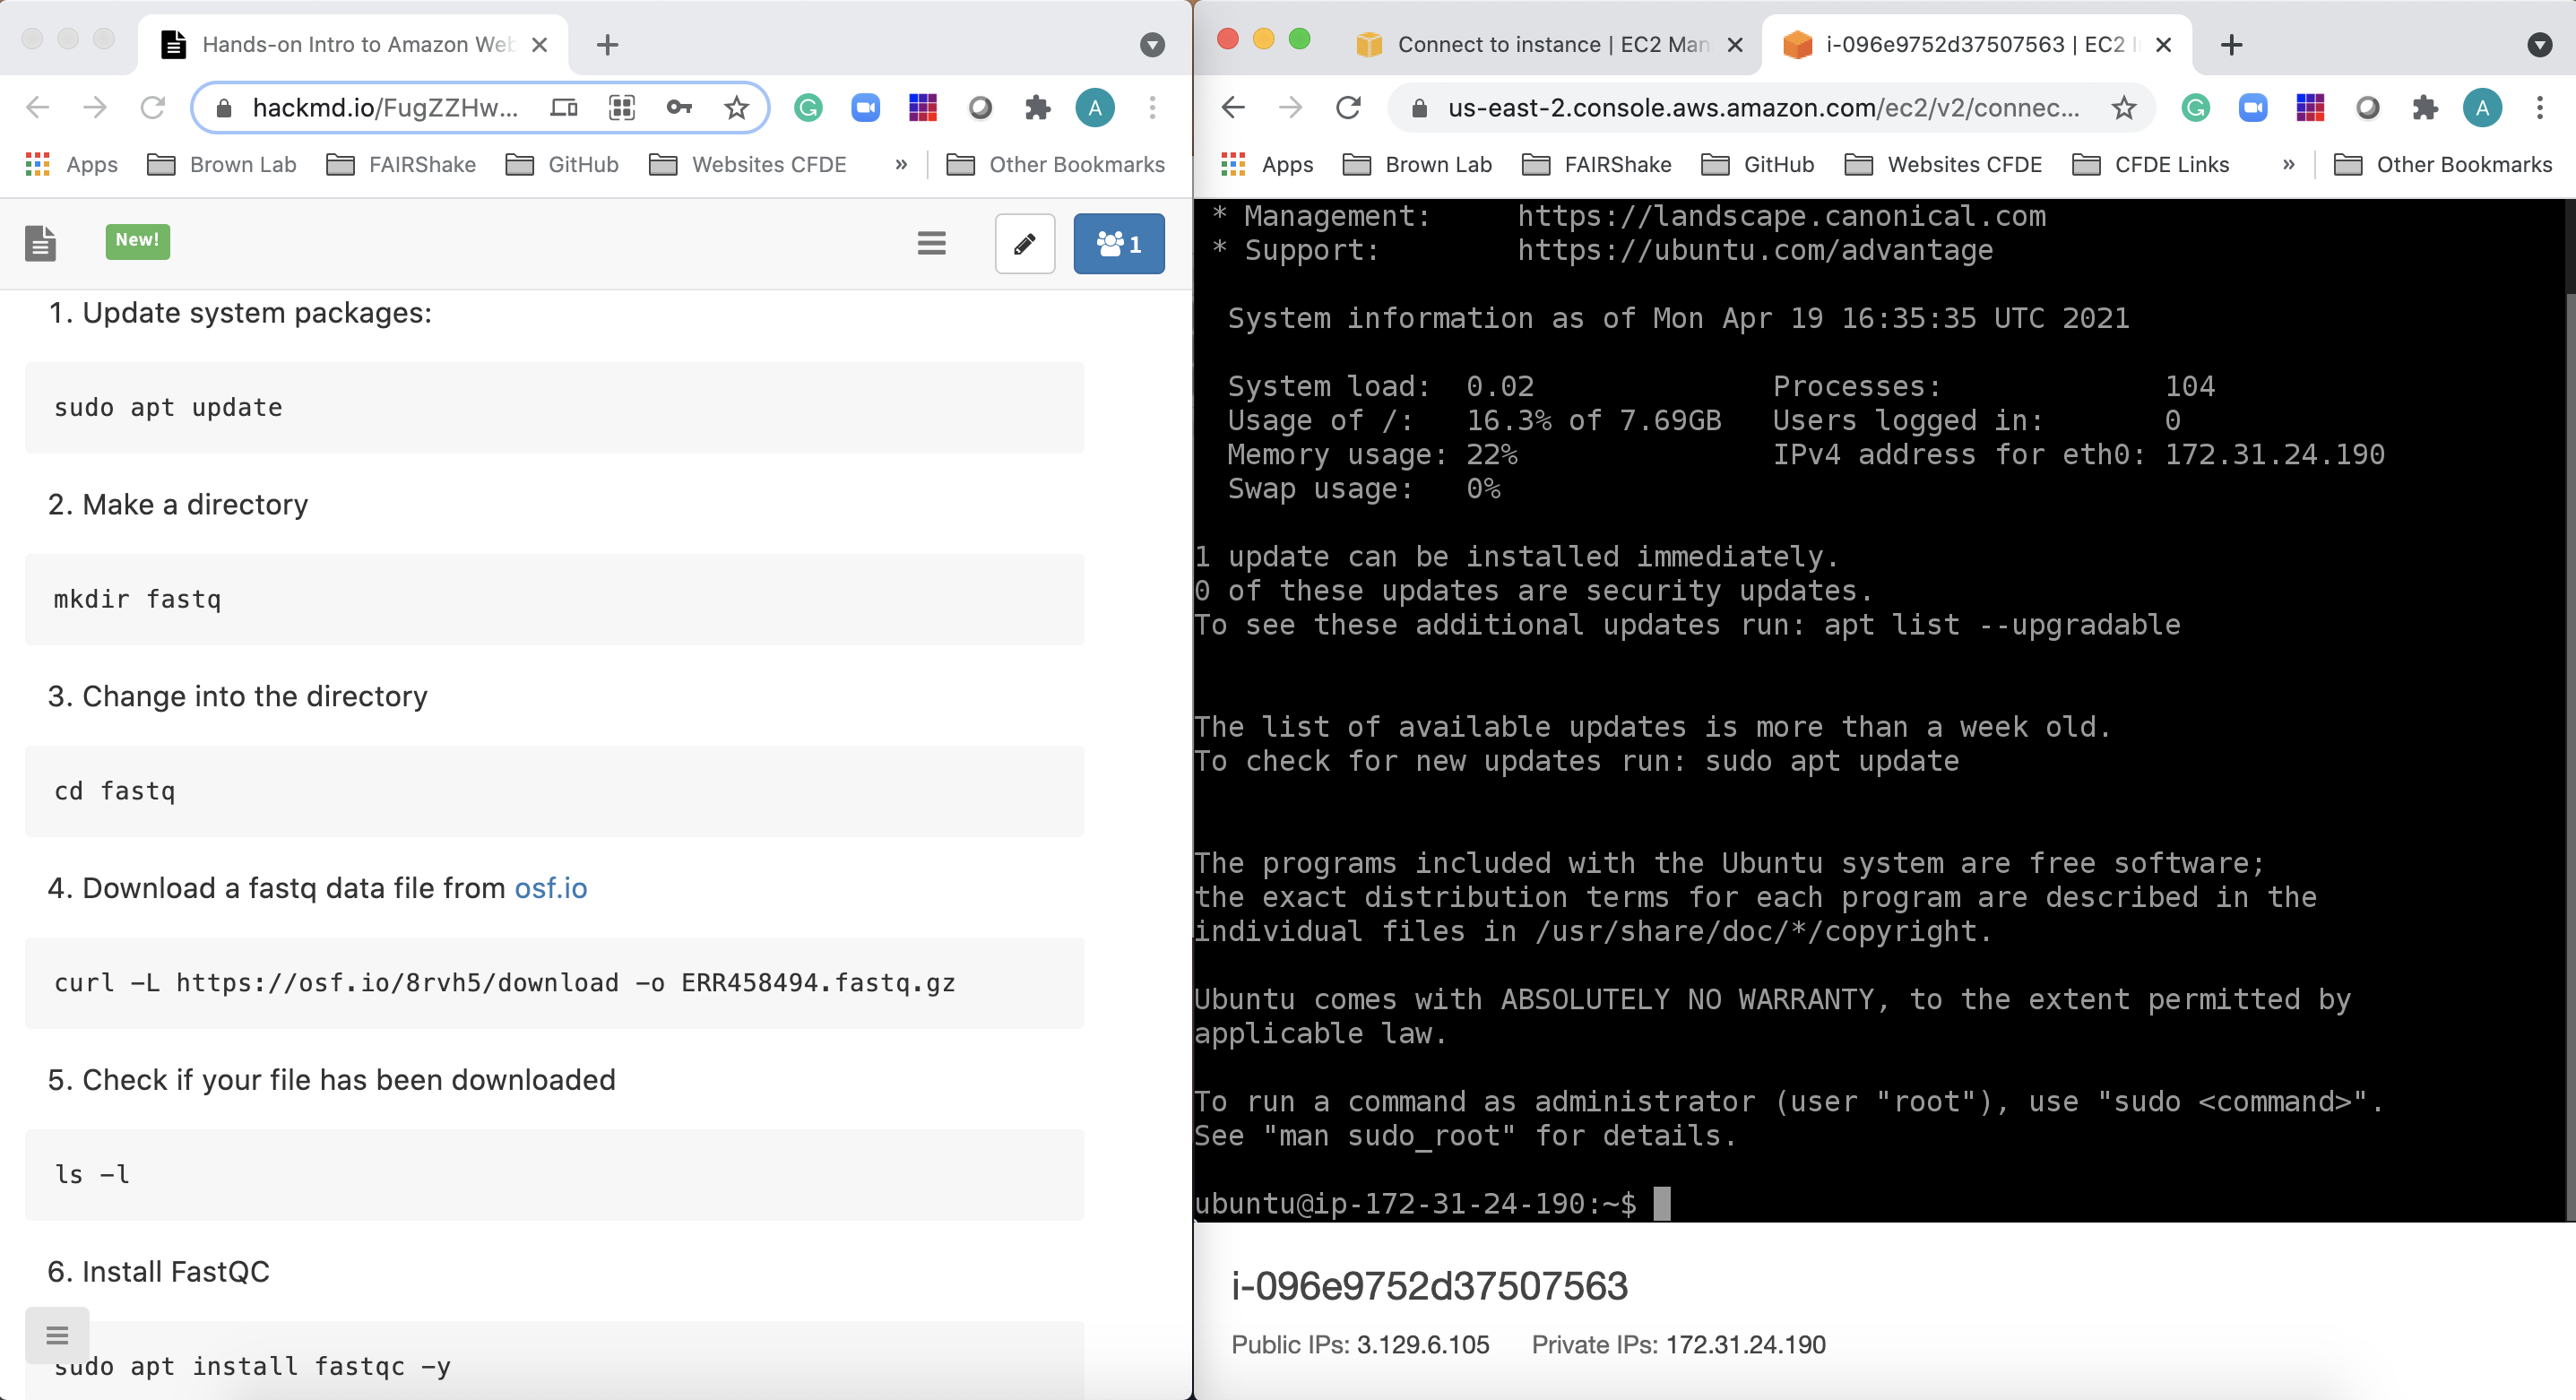 Hands-on Intro to Amazon Web
hackmd.io/FugZZHw...
A
Apps
Brown Lab
FAIRShake
GitHub
Websites CFDE
»
Other Bookmarks
New!
1
1. Update system packages:
sudo apt update
2. Make a directory
mkdir fastq
3. Change into the directory
cd fastq
4. Download a fastq data file from osf.io
curl -L https://osf.io/8rvh5/download -o ERR458494.fastq.gz
5. Check if your file has been downloaded
ls -l
6. Install FastQC
sudo apt install fastqc -y
Connect to instance | EC2 Man
i-096e9752d37507563 | EC2 I
us-east-2.console.aws.amazon.com/ec2/v2/connec...
A
Apps
Brown Lab
FAIRShake
GitHub
Websites CFDE
CFDE Links
»
Other Bookmarks
* Management: https://landscape.canonical.com
* Support: https://ubuntu.com/advantage
System information as of Mon Apr 19 16:35:35 UTC 2021
System load: 0.02 Processes: 104
Usage of /: 16.3% of 7.69GB Users logged in: 0
Memory usage: 22% IPv4 address for eth0: 172.31.24.190
Swap usage: 0%
1 update can be installed immediately.
0 of these updates are security updates.
To see these additional updates run: apt list --upgradable
The list of available updates is more than a week old.
To check for new updates run: sudo apt update
The programs included with the Ubuntu system are free software;
the exact distribution terms for each program are described in the
individual files in /usr/share/doc/*/copyright.
Ubuntu comes with ABSOLUTELY NO WARRANTY, to the extent permitted by
applicable law.
To run a command as administrator (user "root"), use "sudo <command>".
See "man sudo_root" for details.
ubuntu@ip-172-31-24-190:~$
i-096e9752d37507563
Public IPs: 3.129.6.105 Private IPs: 172.31.24.190